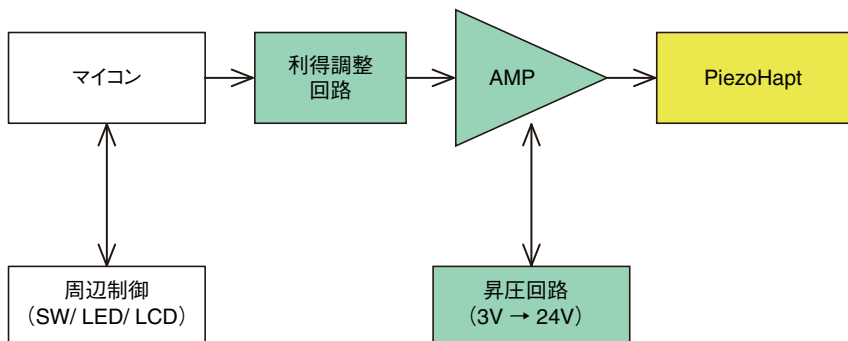 マイコン
利得調整
回路
AMP
PiezoHapt
周辺制御
（SW/ LED/ LCD）
昇圧回路
（3V → 24V）